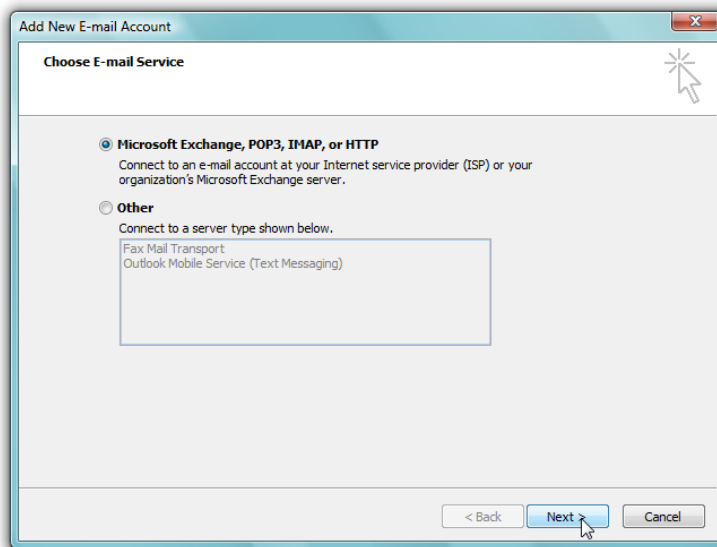 Add New E-mail Account
Choose E-mail Service
Microsoft Exchange, POP3, IMAP, or HTTP
Connect to an e-mail account at your Internet service provider (ISP) or your
organization's Microsoft Exchange server.
Other
Connect to a server type shown below.
Fax Mail Transport
Outlook Mobile Service (Text Messaging)
< Back Next > Cancel